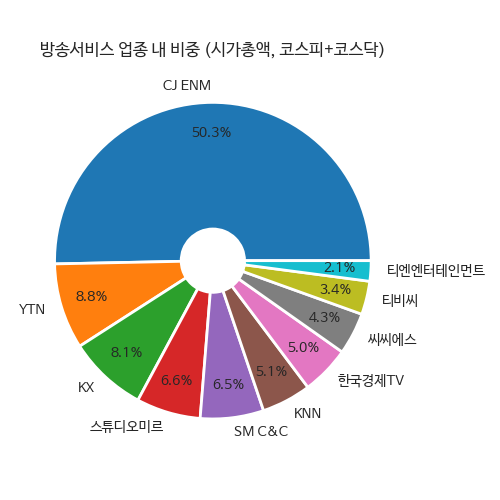 방송서비스 업종 내 비중 (시가총액, 코스피+코스닥)
CJ ENM
50.3%
YTN
8.8%
KX
8.1%
스튜디오미르
6.6%
SM C&C
6.5%
KNN
5.1%
한국경제TV
5.0%
씨씨에스
4.3%
티비씨
3.4%
티엔엔터테인먼트
2.1%